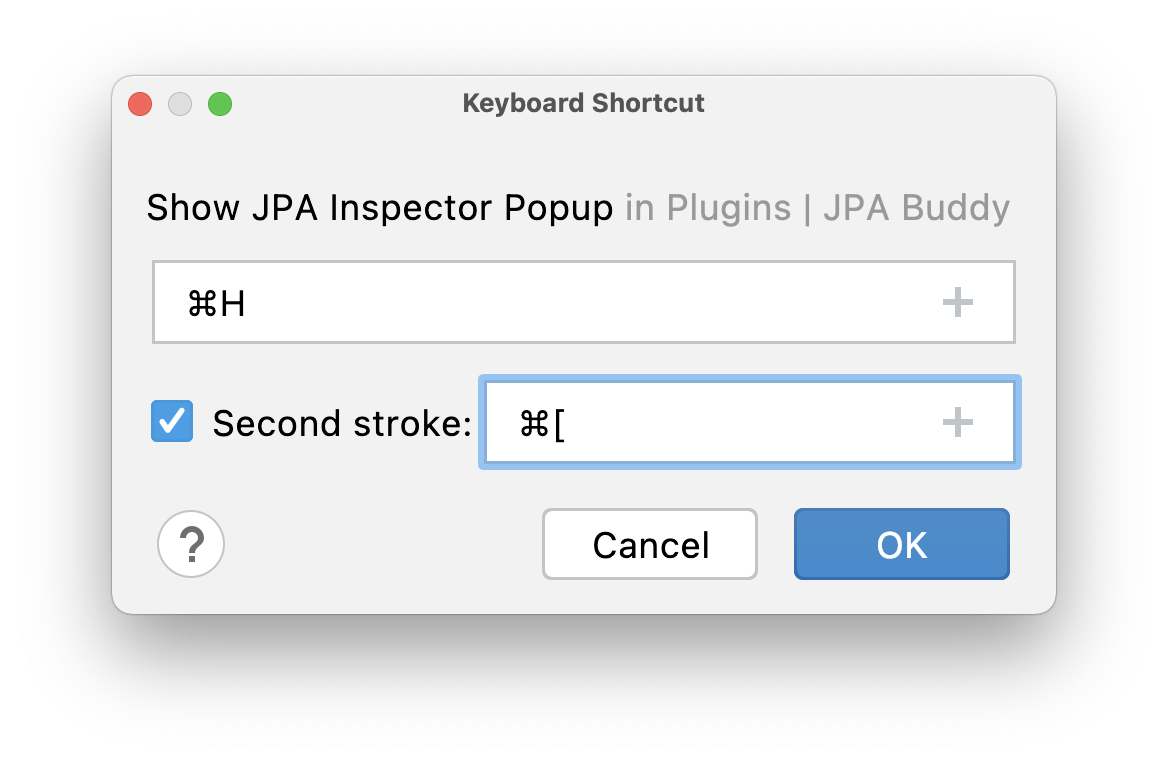 Keyboard Shortcut
Show JPA Inspector Popup in Plugins | JPA Buddy
⌘H
Second stroke: ⌘[
?
Cancel
OK